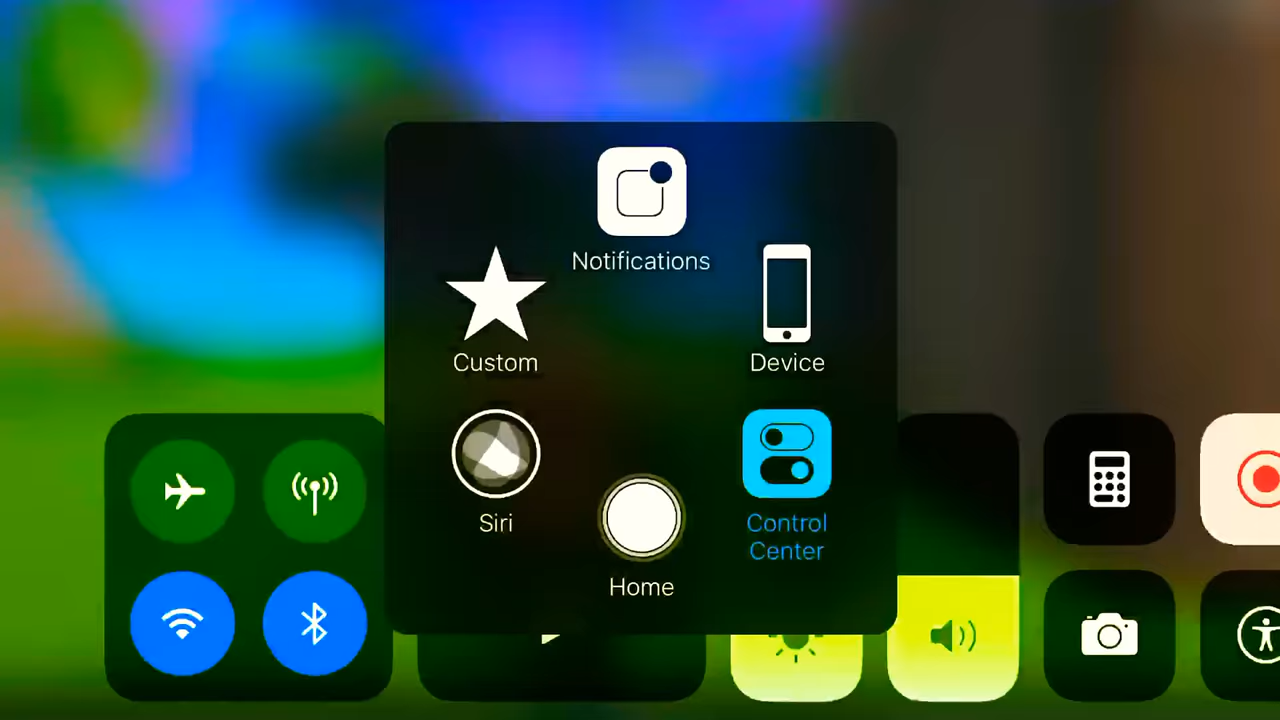 Notifications
Custom
Device
Siri
Control
Center
Home